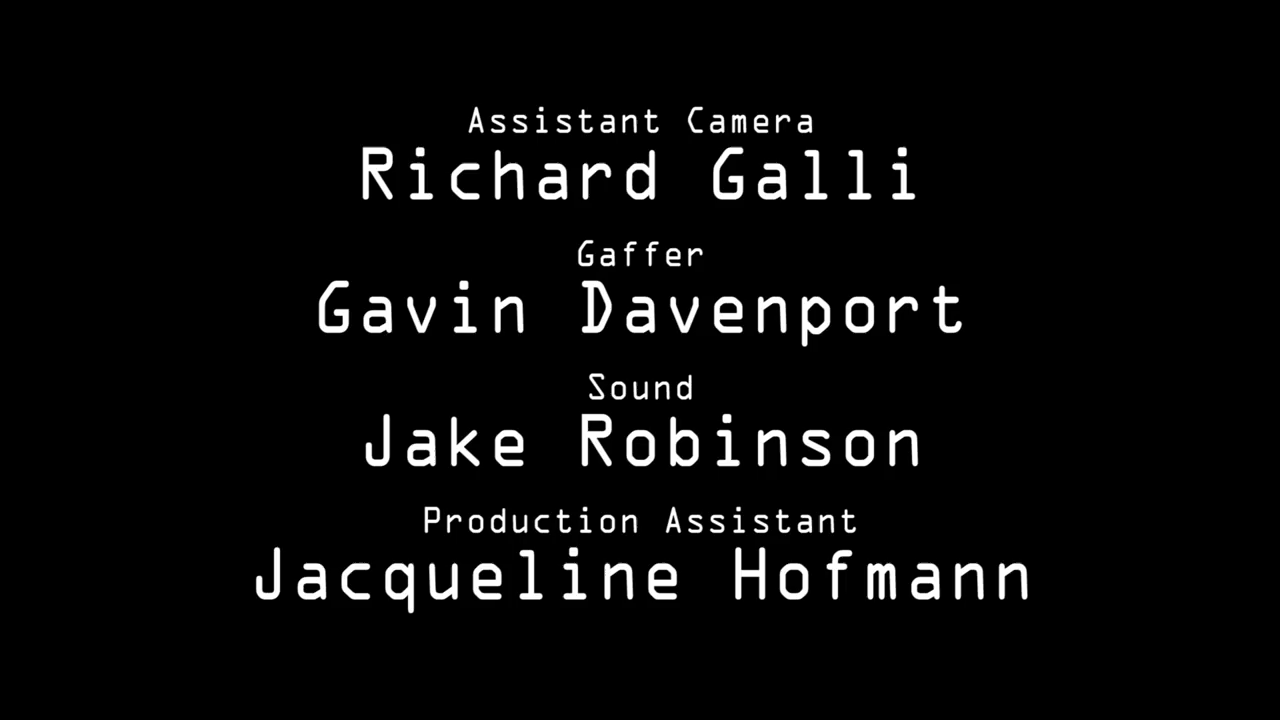 Assistant Camera
Richard Galli
Gaffer
Gavin Davenport
Sound
Jake Robinson
Production Assistant
Jacqueline Hofmann